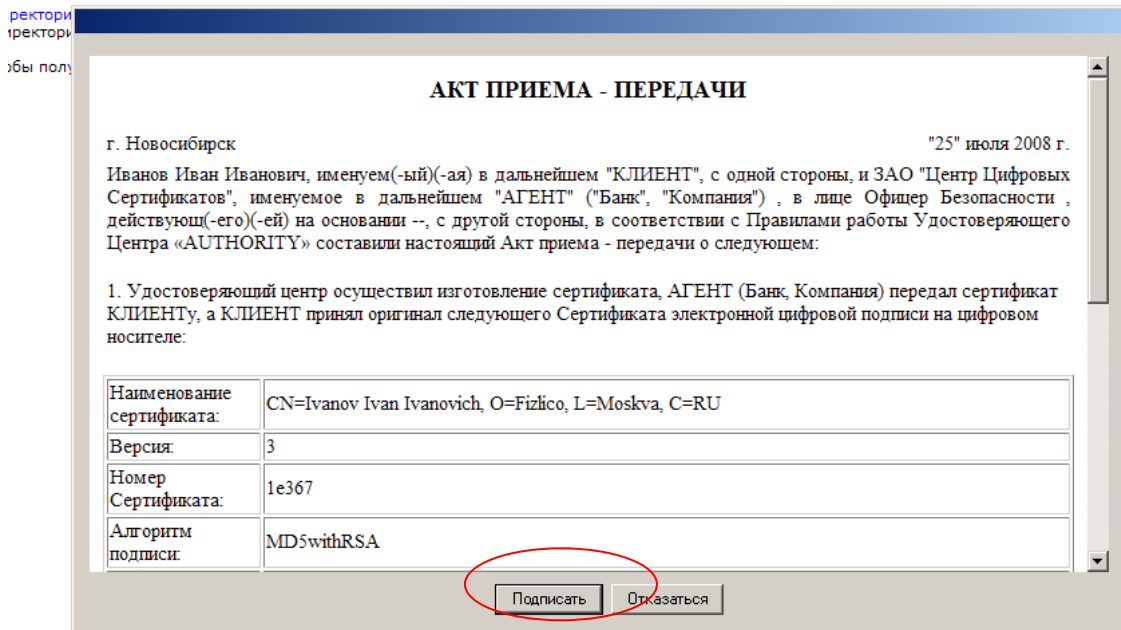 ректори
иректори
обы полу
АКТ ПРИЕМА - ПЕРЕДАЧИ
г. Новосибирск "25" июля 2008 г.
Иванов Иван Иванович, именуем(-ый)(-ая) в дальнейшем "КЛИЕНТ", с одной стороны, и ЗАО "Центр Цифровых
Сертификатов", именуемое в дальнейшем "АГЕНТ" ("Банк", "Компания") , в лице Офицер Безопасности ,
действующ(-его)(-ей) на основании --, с другой стороны, в соответствии с Правилами работы Удостоверяющего
Центра «AUTHORITY» составили настоящий Акт приема - передачи о следующем:
1. Удостоверяющий центр осуществил изготовление сертификата, АГЕНТ (Банк, Компания) передал сертификат
КЛИЕНТу, а КЛИЕНТ принял оригинал следующего Сертификата электронной цифровой подписи на цифровом
носителе:
Наименование
сертификата:
CN=Ivanov Ivan Ivanovich, O=Fizlico, L=Moskva, C=RU
Версия:
3
Номер
Сертификата:
1e367
Алгоритм
подписи:
MD5withRSA
Подписать Отказаться